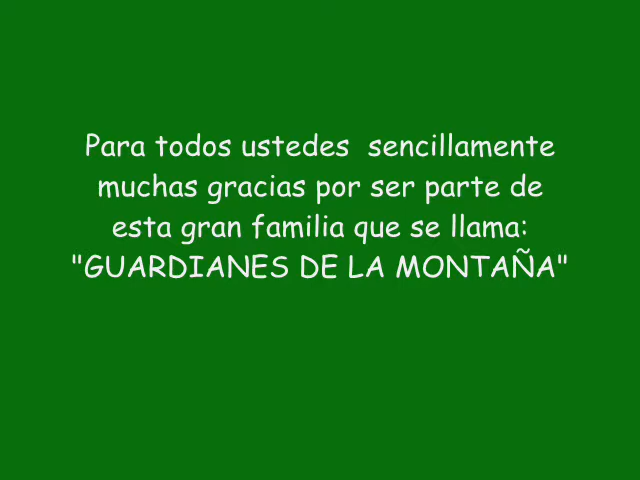 Para todos ustedes  sencillamente
muchas gracias por ser parte de
esta gran familia que se llama:
"GUARDIANES DE LA MONTAÑA"